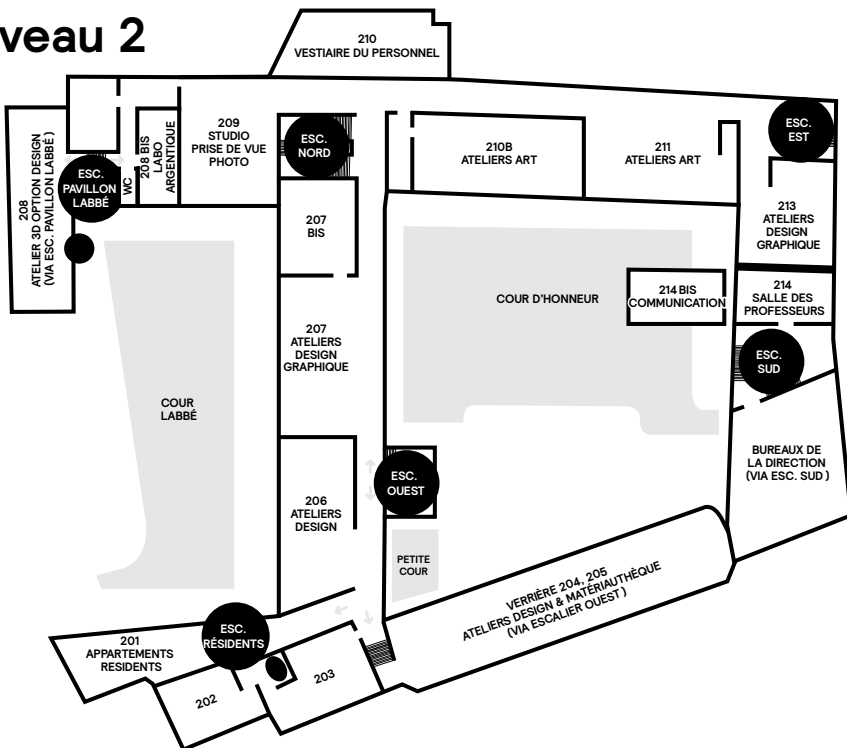 veau 2
210
VESTIAIRE DU PERSONNEL
209
STUDIO
PRISE DE VUE
PHOTO
208 BIS
LABO
ARGENTIQUE
WC
ESC.
PAVILLON
LABBÉ
208
ATELIER 3D OPTION DESIGN
(VIA ESC. PAVILLON LABBÉ)
ESC.
NORD
210B
ATELIERS ART
211
ATELIERS ART
ESC.
EST
207
BIS
213
ATELIERS
DESIGN
GRAPHIQUE
COUR D'HONNEUR
214 BIS
COMMUNICATION
214
SALLE DES
PROFESSEURS
207
ATELIERS
DESIGN
GRAPHIQUE
ESC.
SUD
COUR
LABBÉ
BUREAUX DE
LA DIRECTION
(VIA ESC. SUD )
ESC.
OUEST
206
ATELIERS
DESIGN
PETITE
COUR
VERRIÈRE 204, 205
ATELIERS DESIGN & MATÉRIAUTHÈQUE
(VIA ESCALIER OUEST )
ESC.
RÉSIDENTS
201
APPARTEMENTS
RESIDENTS
202
203